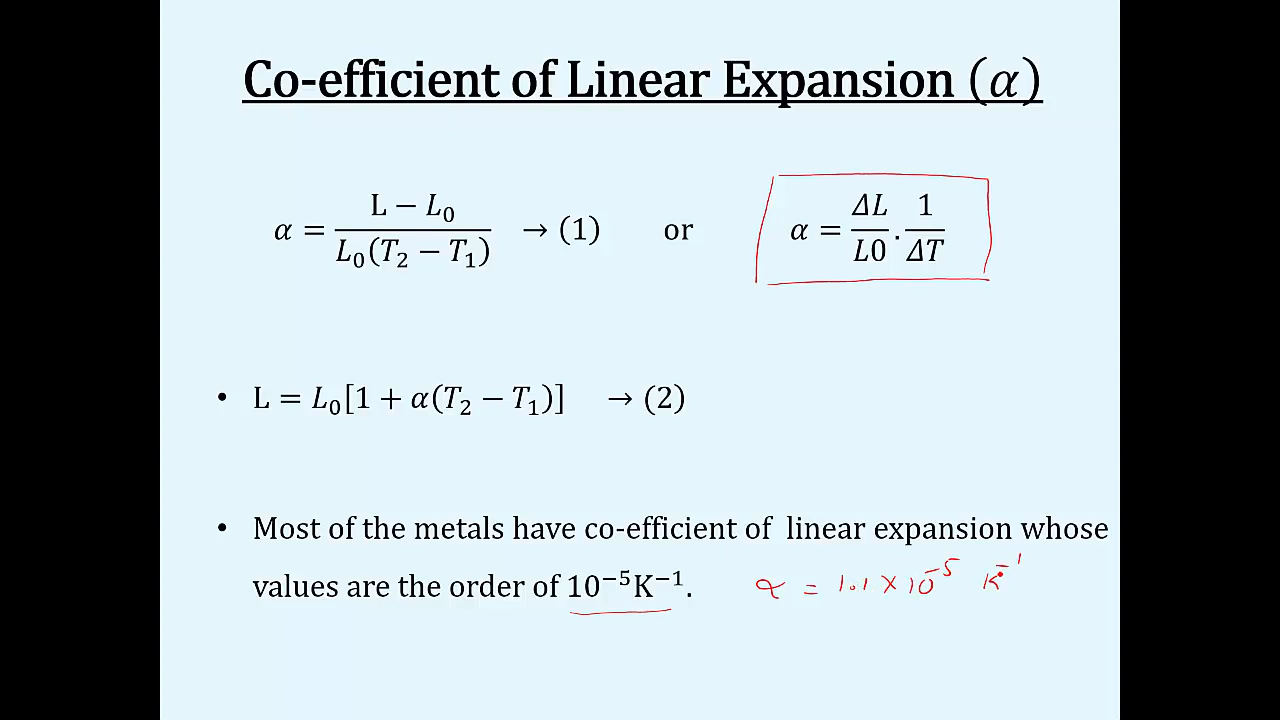 Co-efficient of Linear Expansion (α)
α = (L − L₀)/(L₀(T₂ − T₁)) → (1) or α = ΔL/L0 . 1/ΔT
• L = L₀[1 + α(T₂ − T₁)] → (2)
• Most of the metals have co-efficient of linear expansion whose
values are the order of 10⁻⁵K⁻¹. α = 1.1 × 10⁻⁵ K⁻¹